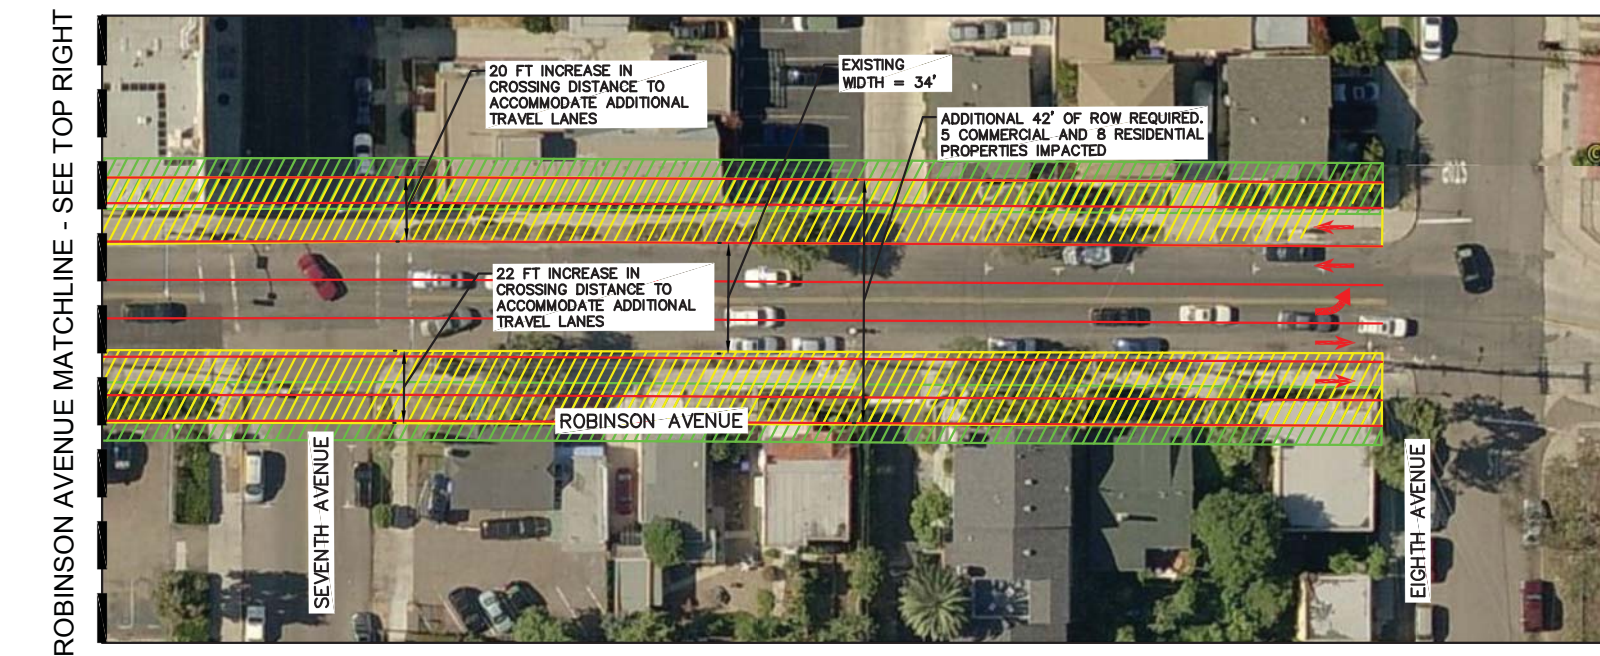 ROBINSON AVENUE MATCHLINE - SEE TOP RIGHT
20 FT INCREASE IN
CROSSING DISTANCE TO
ACCOMMODATE ADDITIONAL
TRAVEL LANES
EXISTING
WIDTH = 34'
ADDITIONAL 42' OF ROW REQUIRED.
5 COMMERCIAL AND 8 RESIDENTIAL
PROPERTIES IMPACTED
STOP
22 FT INCREASE IN
CROSSING DISTANCE TO
ACCOMMODATE ADDITIONAL
TRAVEL LANES
ROBINSON AVENUE
SEVENTH AVENUE
EIGHTH AVENUE